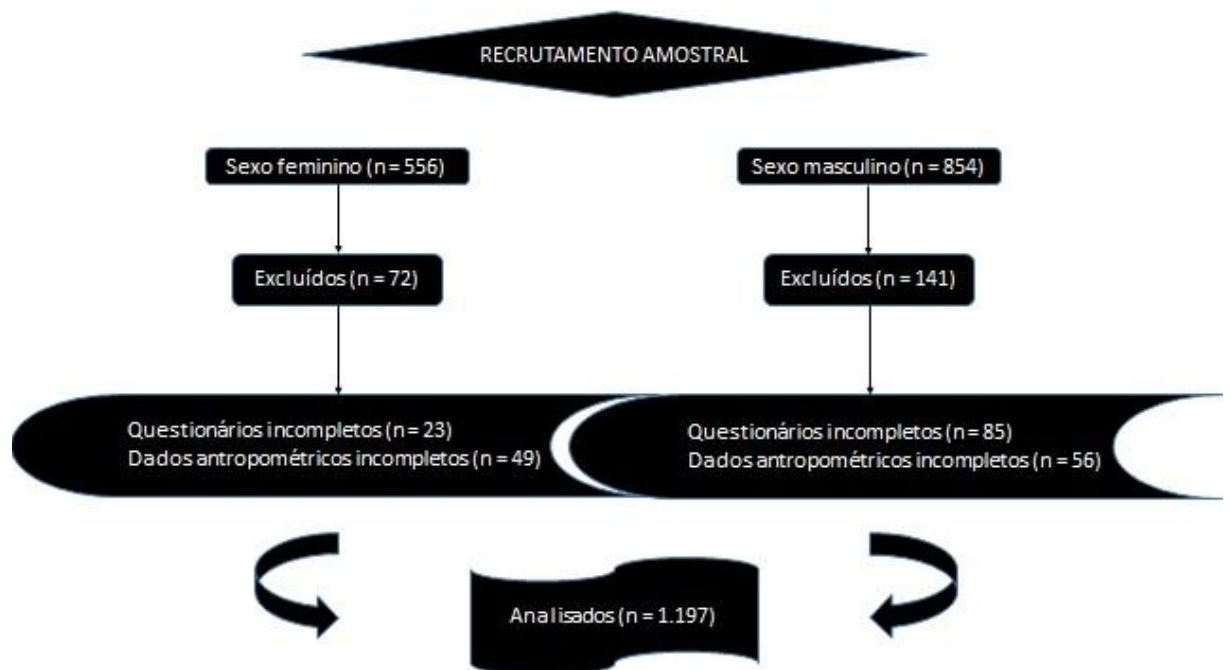 RECRUTAMENTO AMOSTRAL
Sexo feminino (n = 556)
Sexo masculino (n = 854)
Excluídos (n = 72)
Excluídos (n = 141)
Questionários incompletos (n = 23)
Dados antropométricos incompletos (n = 49)
Questionários incompletos (n = 85)
Dados antropométricos incompletos (n = 56)
Analisados (n = 1.197)